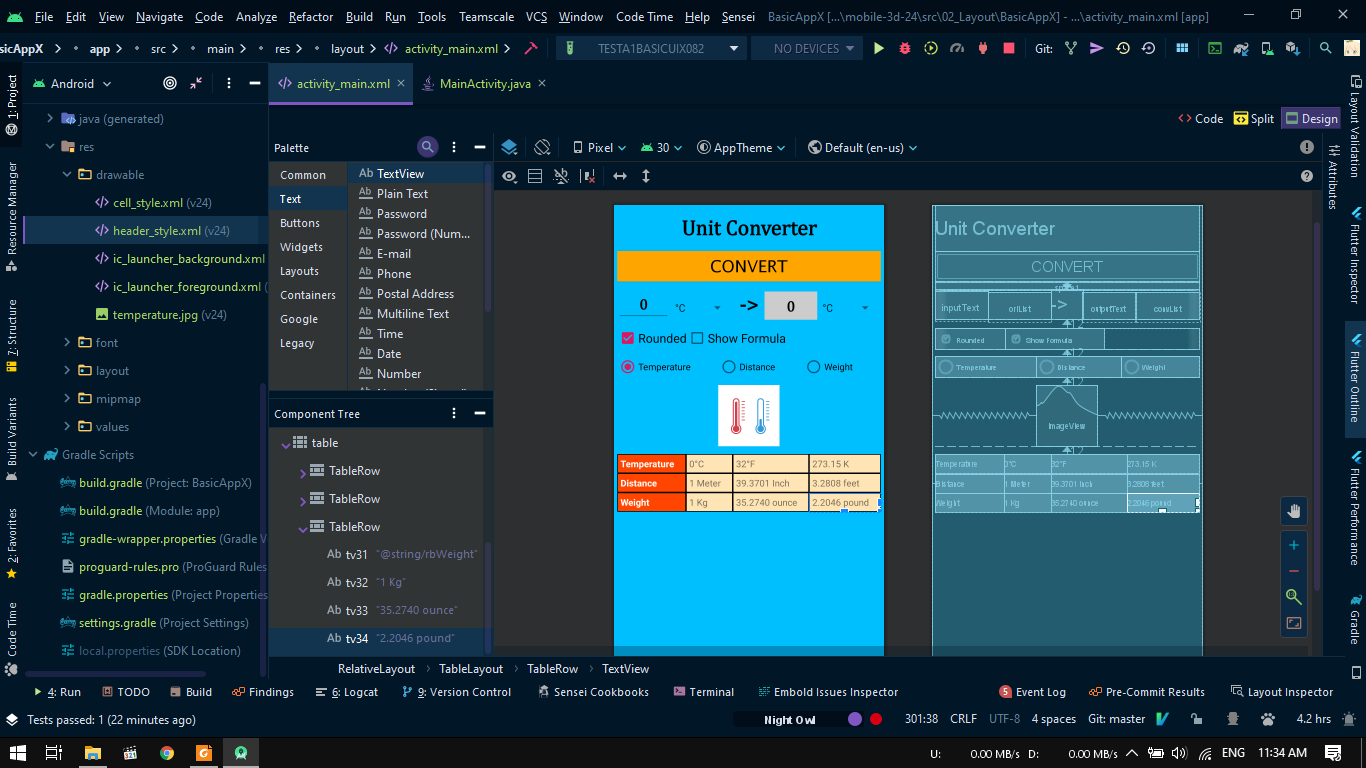 File Edit View Navigate Code Analyze Refactor Build Run Tools Teamscale VCS Window Code Time Help Sensei BasicAppX [...\mobile-3d-24\src\02_Layout\BasicAppX] - ...\activity_main.xml [app]
asicAppX app src main res layout activity_main.xml TESTA1BASICUIX082 NO DEVICES Git:
1: Project
Resource Manager
7: Structure
Build Variants
2: Favorites
Code Time
Android
java (generated)
res
drawable
cell_style.xml (v24)
header_style.xml (v24)
ic_launcher_background.xml
ic_launcher_foreground.xml (
temperature.jpg (v24)
font
layout
mipmap
values
Gradle Scripts
build.gradle (Project: BasicAppX)
build.gradle (Module: app)
gradle-wrapper.properties (Gradle V
proguard-rules.pro (ProGuard Rules
gradle.properties (Project Properties
settings.gradle (Project Settings)
local.properties (SDK Location)
activity_main.xml MainActivity.java
Code Split Design
Palette
Common
Text
Buttons
Widgets
Layouts
Containers
Google
Legacy
Ab TextView
Ab Plain Text
Ab Password
Ab Password (Num...
Ab E-mail
Ab Phone
Ab Postal Address
Ab Multiline Text
Ab Time
Ab Date
Ab Number
Component Tree
table
TableRow
TableRow
TableRow
Ab tv31 "@string/rbWeight"
Ab tv32 "1 Kg"
Ab tv33 "35.2740 ounce"
Ab tv34 "2.2046 pound"
Pixel 30 AppTheme Default (en-us)
Unit Converter
CONVERT
0 °C -> 0 °C
Rounded Show Formula
Temperature Distance Weight
Temperature 0°C 32°F 273.15 K
Distance 1 Meter 39.3701 Inch 3.2808 feet
Weight 1 Kg 35.2740 ounce 2.2046 pound
Unit Converter
CONVERT
inputText oriList -> outputText convList
Rounded Show Formula
12
Temperature Distance Weight
12
ImageView
12
Temperature 0°C 32°F 273.15 K
Distance 1 Meter 39.3701 Inch 3.2808 feet
Weight 1 Kg 35.2740 ounce 2.2046 pound
Attributes
Layout Validation
Flutter Inspector
Flutter Outline
Flutter Performance
Gradle
RelativeLayout TableLayout TableRow TextView
4: Run TODO Build Findings 6: Logcat 9: Version Control Sensei Cookbooks Terminal Embold Issues Inspector 5 Event Log Pre-Commit Results Layout Inspector
Tests passed: 1 (22 minutes ago) Night Owl 301:38 CRLF UTF-8 4 spaces Git: master 4.2 hrs
U: 0.00 MB/s D: 0.00 MB/s ENG 11:34 AM